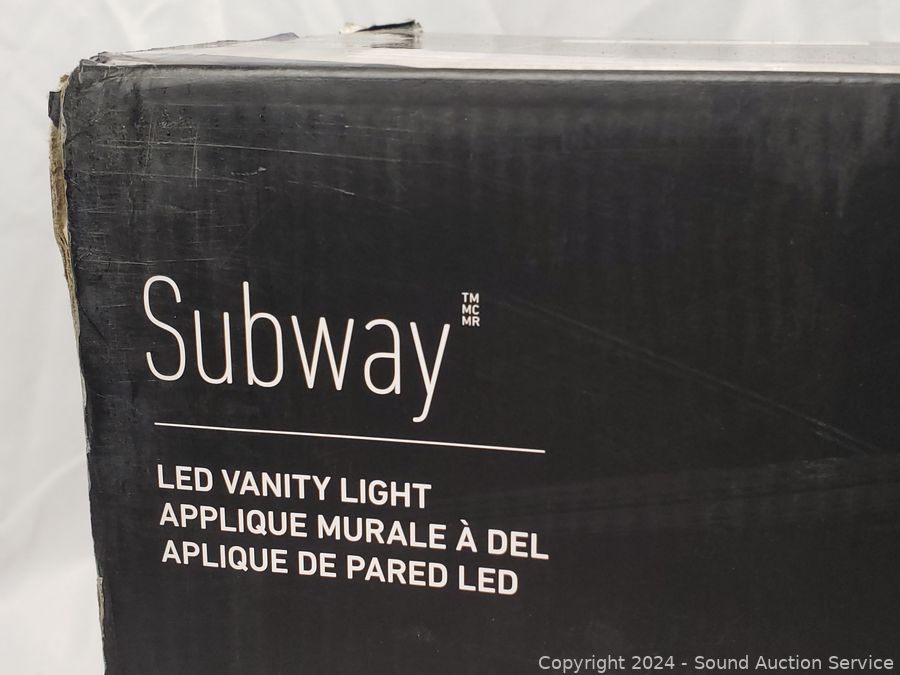 Subway
TM
MC
MR
LED VANITY LIGHT
APPLIQUE MURALE À DEL
APLIQUE DE PARED LED
Copyright 2024 - Sound Auction Service